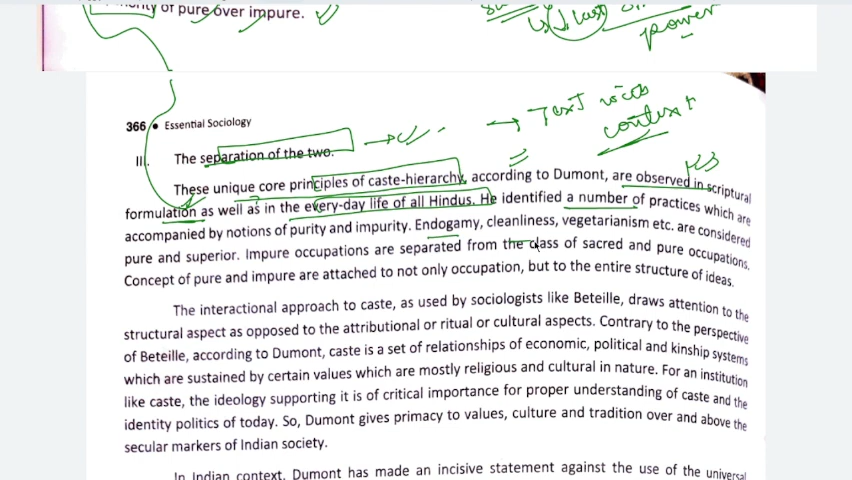 of pure over impure.
is
last
power
366 • Essential Sociology
Text
context
III. The separation of the two.
These unique core principles of caste-hierarchy, according to Dumont, are observed in scriptural
formulation as well as in the every-day life of all Hindus. He identified a number of practices which are
accompanied by notions of purity and impurity. Endogamy, cleanliness, vegetarianism etc. are considered
pure and superior. Impure occupations are separated from the class of sacred and pure occupations.
Concept of pure and impure are attached to not only occupation, but to the entire structure of ideas.
The interactional approach to caste, as used by sociologists like Beteille, draws attention to the
structural aspect as opposed to the attributional or ritual or cultural aspects. Contrary to the perspective
of Beteille, according to Dumont, caste is a set of relationships of economic, political and kinship systems
which are sustained by certain values which are mostly religious and cultural in nature. For an institution
like caste, the ideology supporting it is of critical importance for proper understanding of caste and the
identity politics of today. So, Dumont gives primacy to values, culture and tradition over and above the
secular markers of Indian society.
In Indian context, Dumont has made an incisive statement against the use of the universal